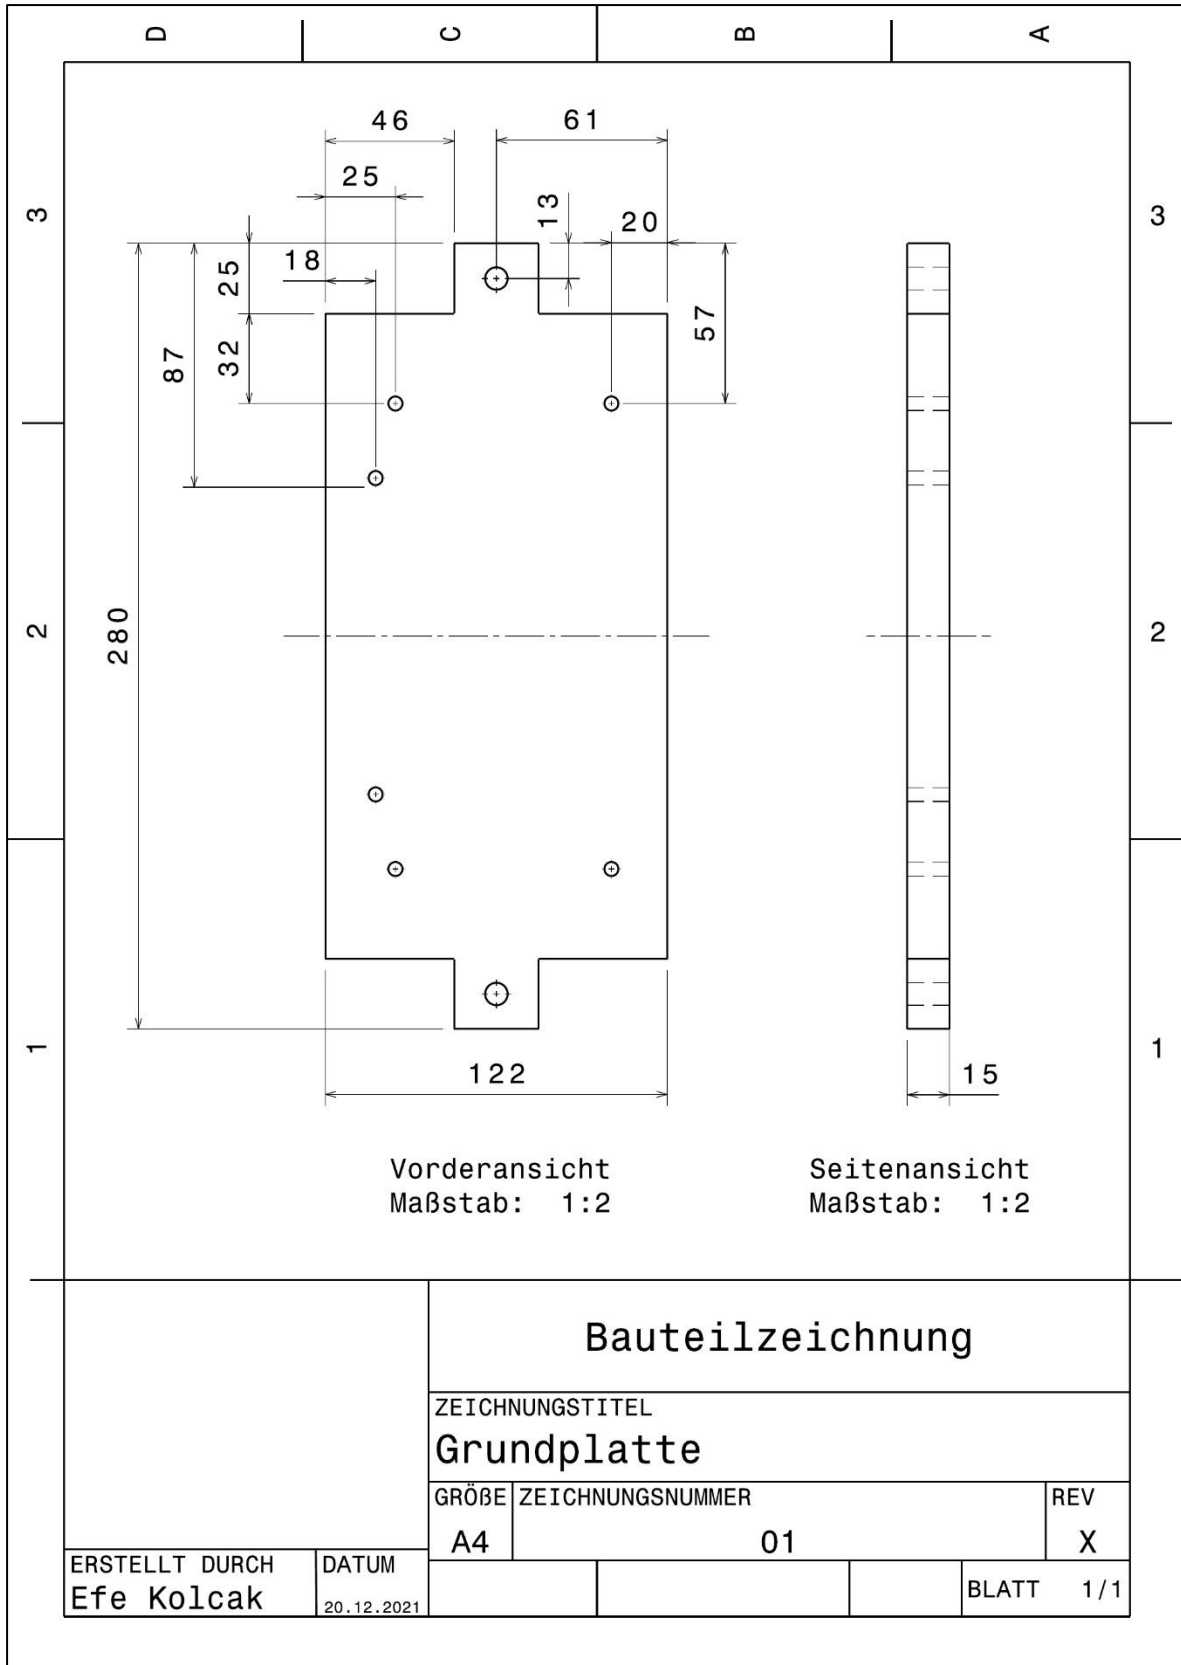 D C B A
46 61
25
13
20
3 3
18
25
57
32
87
280
2 2
1 1
122
15
Vorderansicht
Maßstab: 1:2
Seitenansicht
Maßstab: 1:2
Bauteilzeichnung
ZEICHNUNGSTITEL
Grundplatte
GRÖßE ZEICHNUNGSNUMMER REV
A4 01 X
ERSTELLT DURCH DATUM
Efe Kolcak 20.12.2021
BLATT 1/1